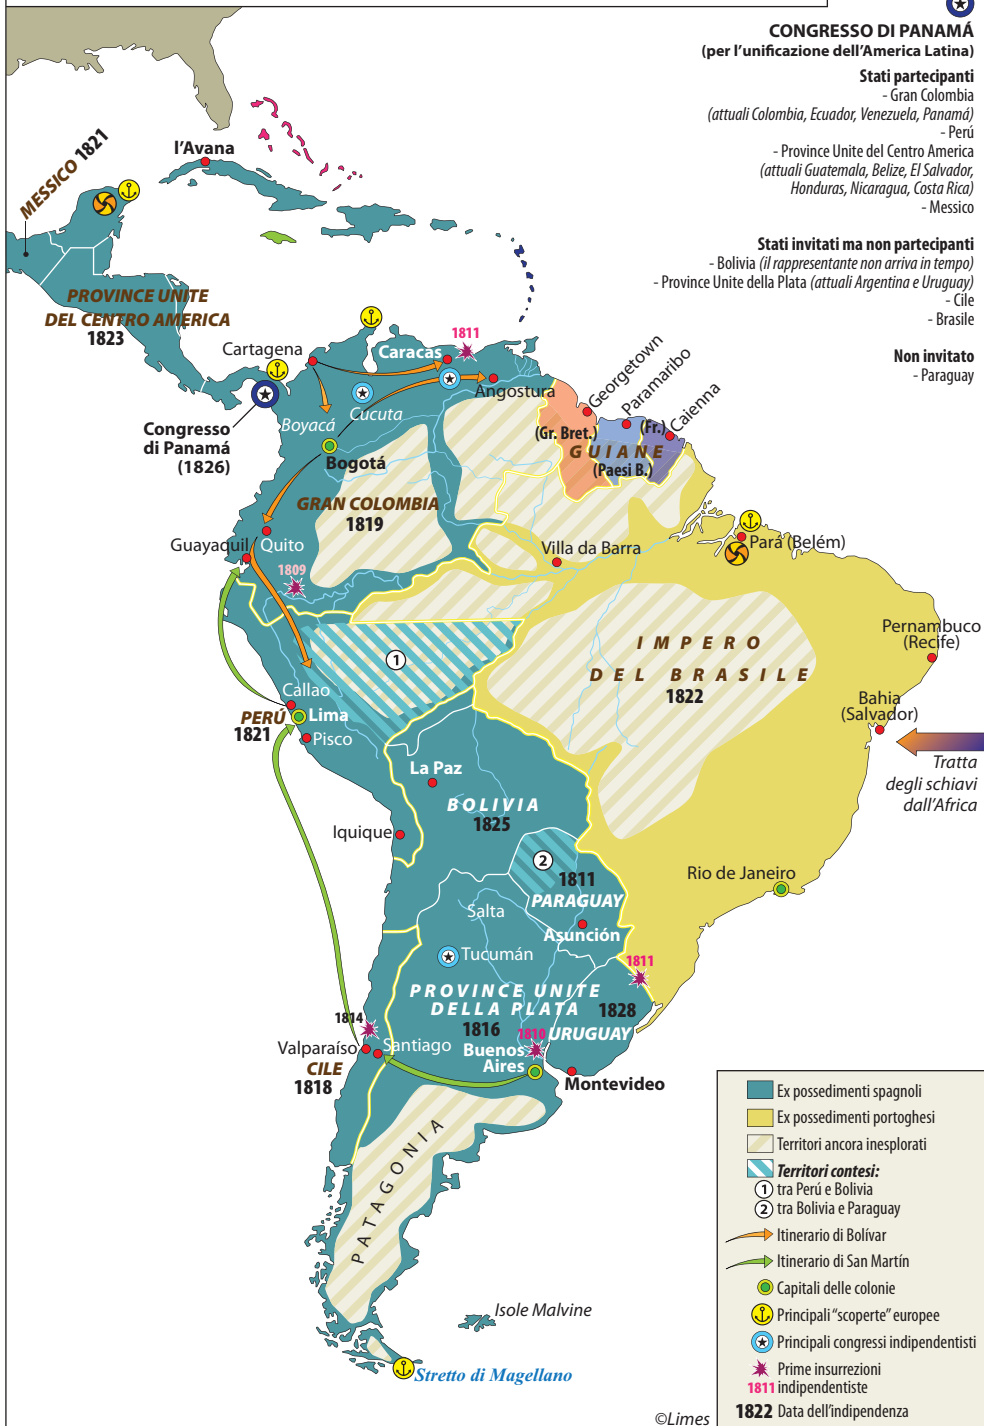 CONGRESSO DI PANAMÁ
(per l'unificazione dell'America Latina)
Stati partecipanti
- Gran Colombia
(attuali Colombia, Ecuador, Venezuela, Panamá)
- Perú
- Province Unite del Centro America
(attuali Guatemala, Belize, El Salvador,
Honduras, Nicaragua, Costa Rica)
- Messico
Stati invitati ma non partecipanti
- Bolivia (il rappresentante non arriva in tempo)
- Province Unite della Plata (attuali Argentina e Uruguay)
- Cile
- Brasile
Non invitato
- Paraguay
MESSICO 1821
l'Avana
PROVINCE UNITE
DEL CENTRO AMERICA
1823
Cartagena
Caracas
1811
Angostura
Georgetown
Paramaribo
Caienna
Boyacá
Cucuta
Congresso
di Panamá
(1826)
Bogotá
(Gr. Bret.)
(Fr.)
GUIANE
(Paesi B.)
GRAN COLOMBIA
1819
Guayaquil
Quito
1809
Villa da Barra
Pará (Belém)
IMPERO
DEL BRASILE
1822
Pernambuco
(Recife)
Bahia
(Salvador)
Tratta
degli schiavi
dall'Africa
1
Callao
PERÚ
1821
Lima
Pisco
La Paz
BOLIVIA
1825
Iquique
2
1811
PARAGUAY
Rio de Janeiro
Salta
Asunción
Tucumán
1811
PROVINCE UNITE
DELLA PLATA
1816
1828
URUGUAY
1810
1814
Valparaíso
Santiago
Buenos
Aires
CILE
1818
Montevideo
PATAGONIA
Isole Malvine
Stretto di Magellano
Ex possedimenti spagnoli
Ex possedimenti portoghesi
Territori ancora inesplorati
Territori contesi:
1 tra Perú e Bolivia
2 tra Bolivia e Paraguay
Itinerario di Bolívar
Itinerario di San Martín
Capitali delle colonie
Principali "scoperte" europee
Principali congressi indipendentisti
Prime insurrezioni
1811 indipendentiste
1822 Data dell'indipendenza
©Limes